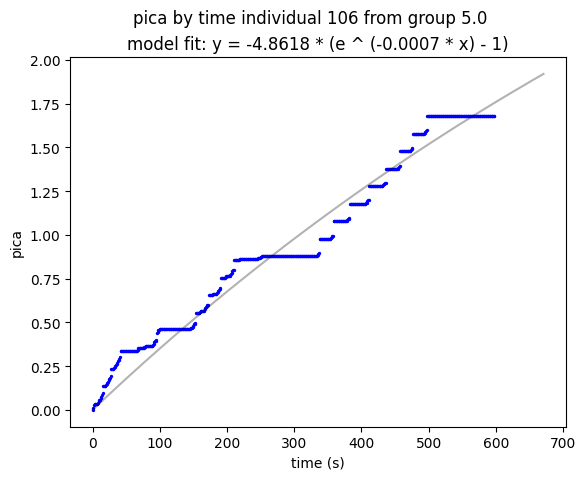 pica by time individual 106 from group 5.0
model fit: y = -4.8618 * (e ^ (-0.0007 * x) - 1)
2.00
1.75
1.50
1.25
1.00
0.75
0.50
0.25
0.00
pica
0 100 200 300 400 500 600 700
time (s)